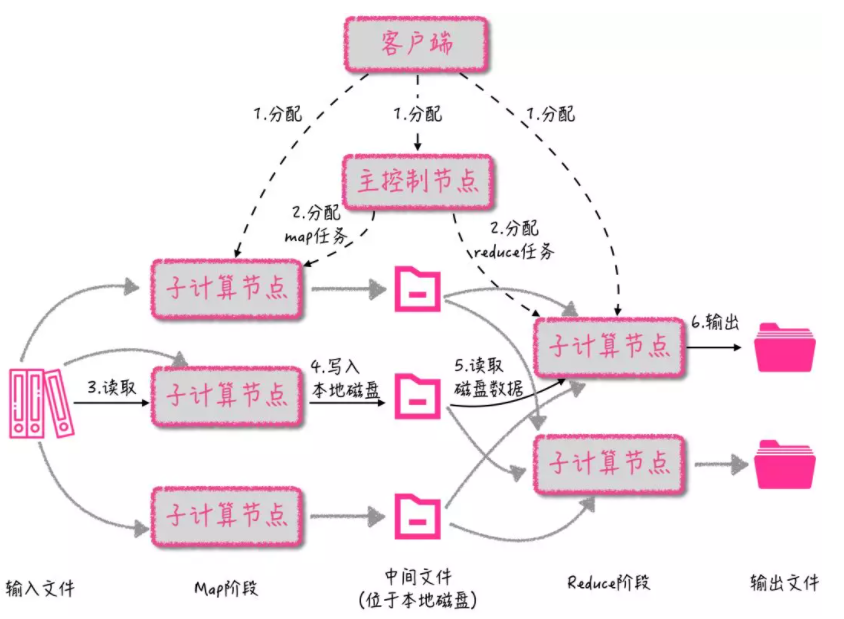 客户端
1.分配
1.分配
1.分配
主控制节点
2.分配
map任务
2.分配
reduce任务
子计算节点
子计算节点
6.输出
3.读取
子计算节点
4.写入
本地磁盘
5.读取
磁盘数据
子计算节点
子计算节点
输入文件
Map阶段
中间文件
(位于本地磁盘)
Reduce阶段
输出文件